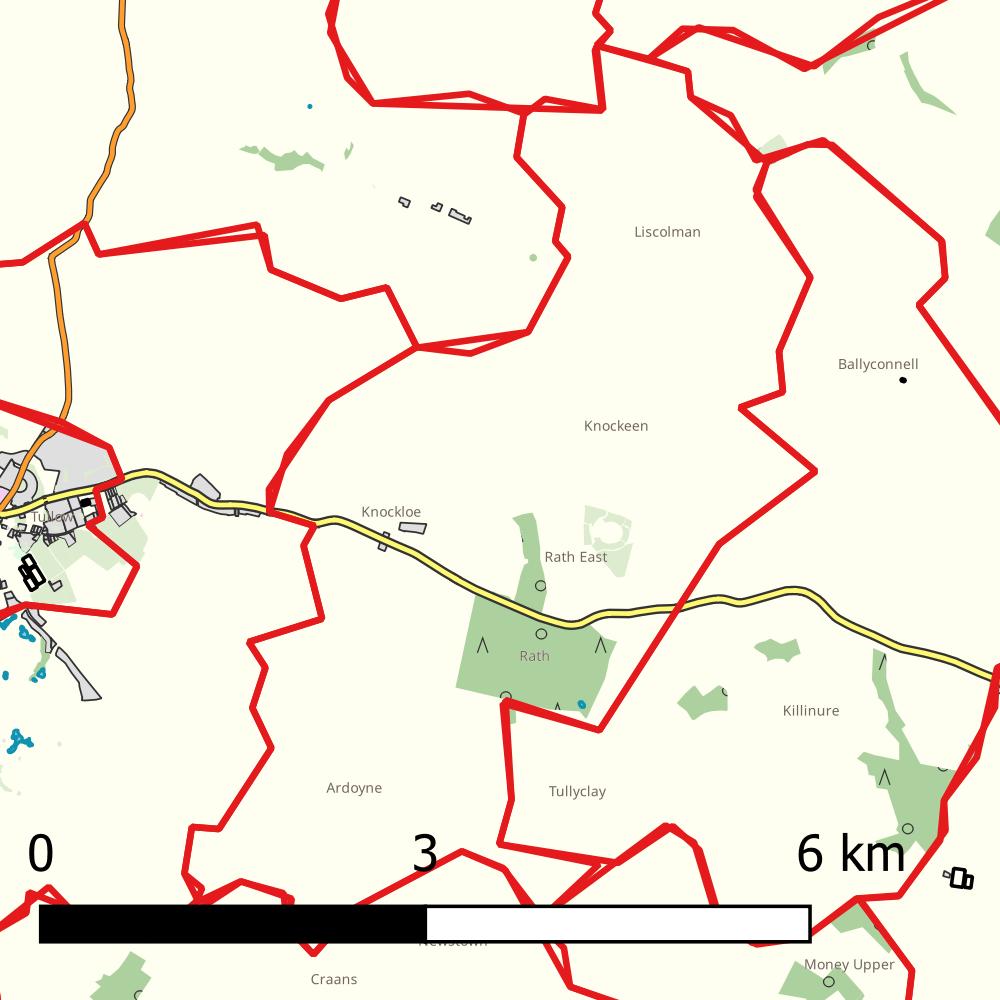 Liscolman
Ballyconnell
Knockeen
Knockloe
Tullow
Rath East
Rath
Killinure
Ardoyne
Tullyclay
0
3
6 km
Newstown
Money Upper
Craans